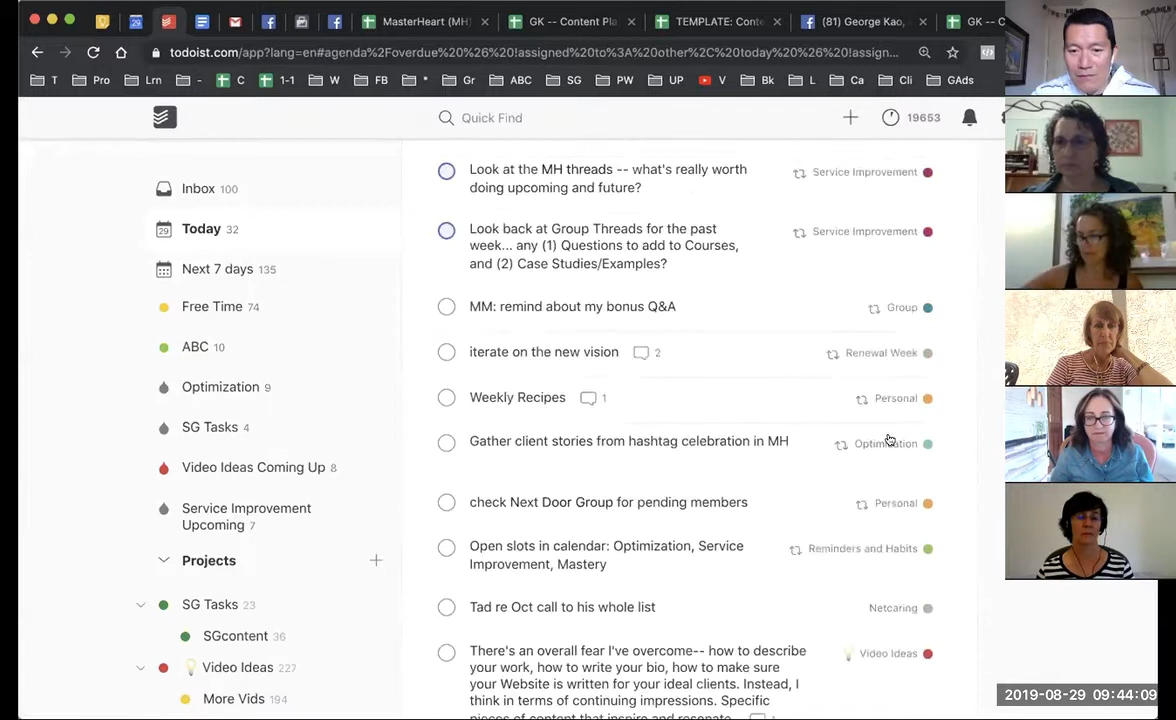 MasterHeart (MH)
GK -- Content Pla
TEMPLATE: Conte
(81) George Kao,
GK -- C
todoist.com/app?lang=en#agenda%2Foverdue%20%26%20!assigned%20to%3A%20other%2C%20today%20%26%20!assign...
T Pro Lrn - C 1-1 W FB * Gr ABC SG PW UP V Bk L Ca Cli GAds
Quick Find
19653
Inbox 100
Today 32
Next 7 days 135
Free Time 74
ABC 10
Optimization 9
SG Tasks 4
Video Ideas Coming Up 8
Service Improvement
Upcoming 7
Projects
SG Tasks 23
SGcontent 36
Video Ideas 227
More Vids 194
Look at the MH threads -- what's really worth
doing upcoming and future?
Service Improvement
Look back at Group Threads for the past
week... any (1) Questions to add to Courses,
and (2) Case Studies/Examples?
Service Improvement
MM: remind about my bonus Q&A
Group
iterate on the new vision 2
Renewal Week
Weekly Recipes 1
Personal
Gather client stories from hashtag celebration in MH
Optimization
check Next Door Group for pending members
Personal
Open slots in calendar: Optimization, Service
Improvement, Mastery
Reminders and Habits
Tad re Oct call to his whole list
Netcaring
There's an overall fear I've overcome-- how to describe
your work, how to write your bio, how to make sure
your Website is written for your ideal clients. Instead, I
think in terms of continuing impressions. Specific
pieces of content that inspire and resonate.
Video Ideas
2019-08-29 09:44:09